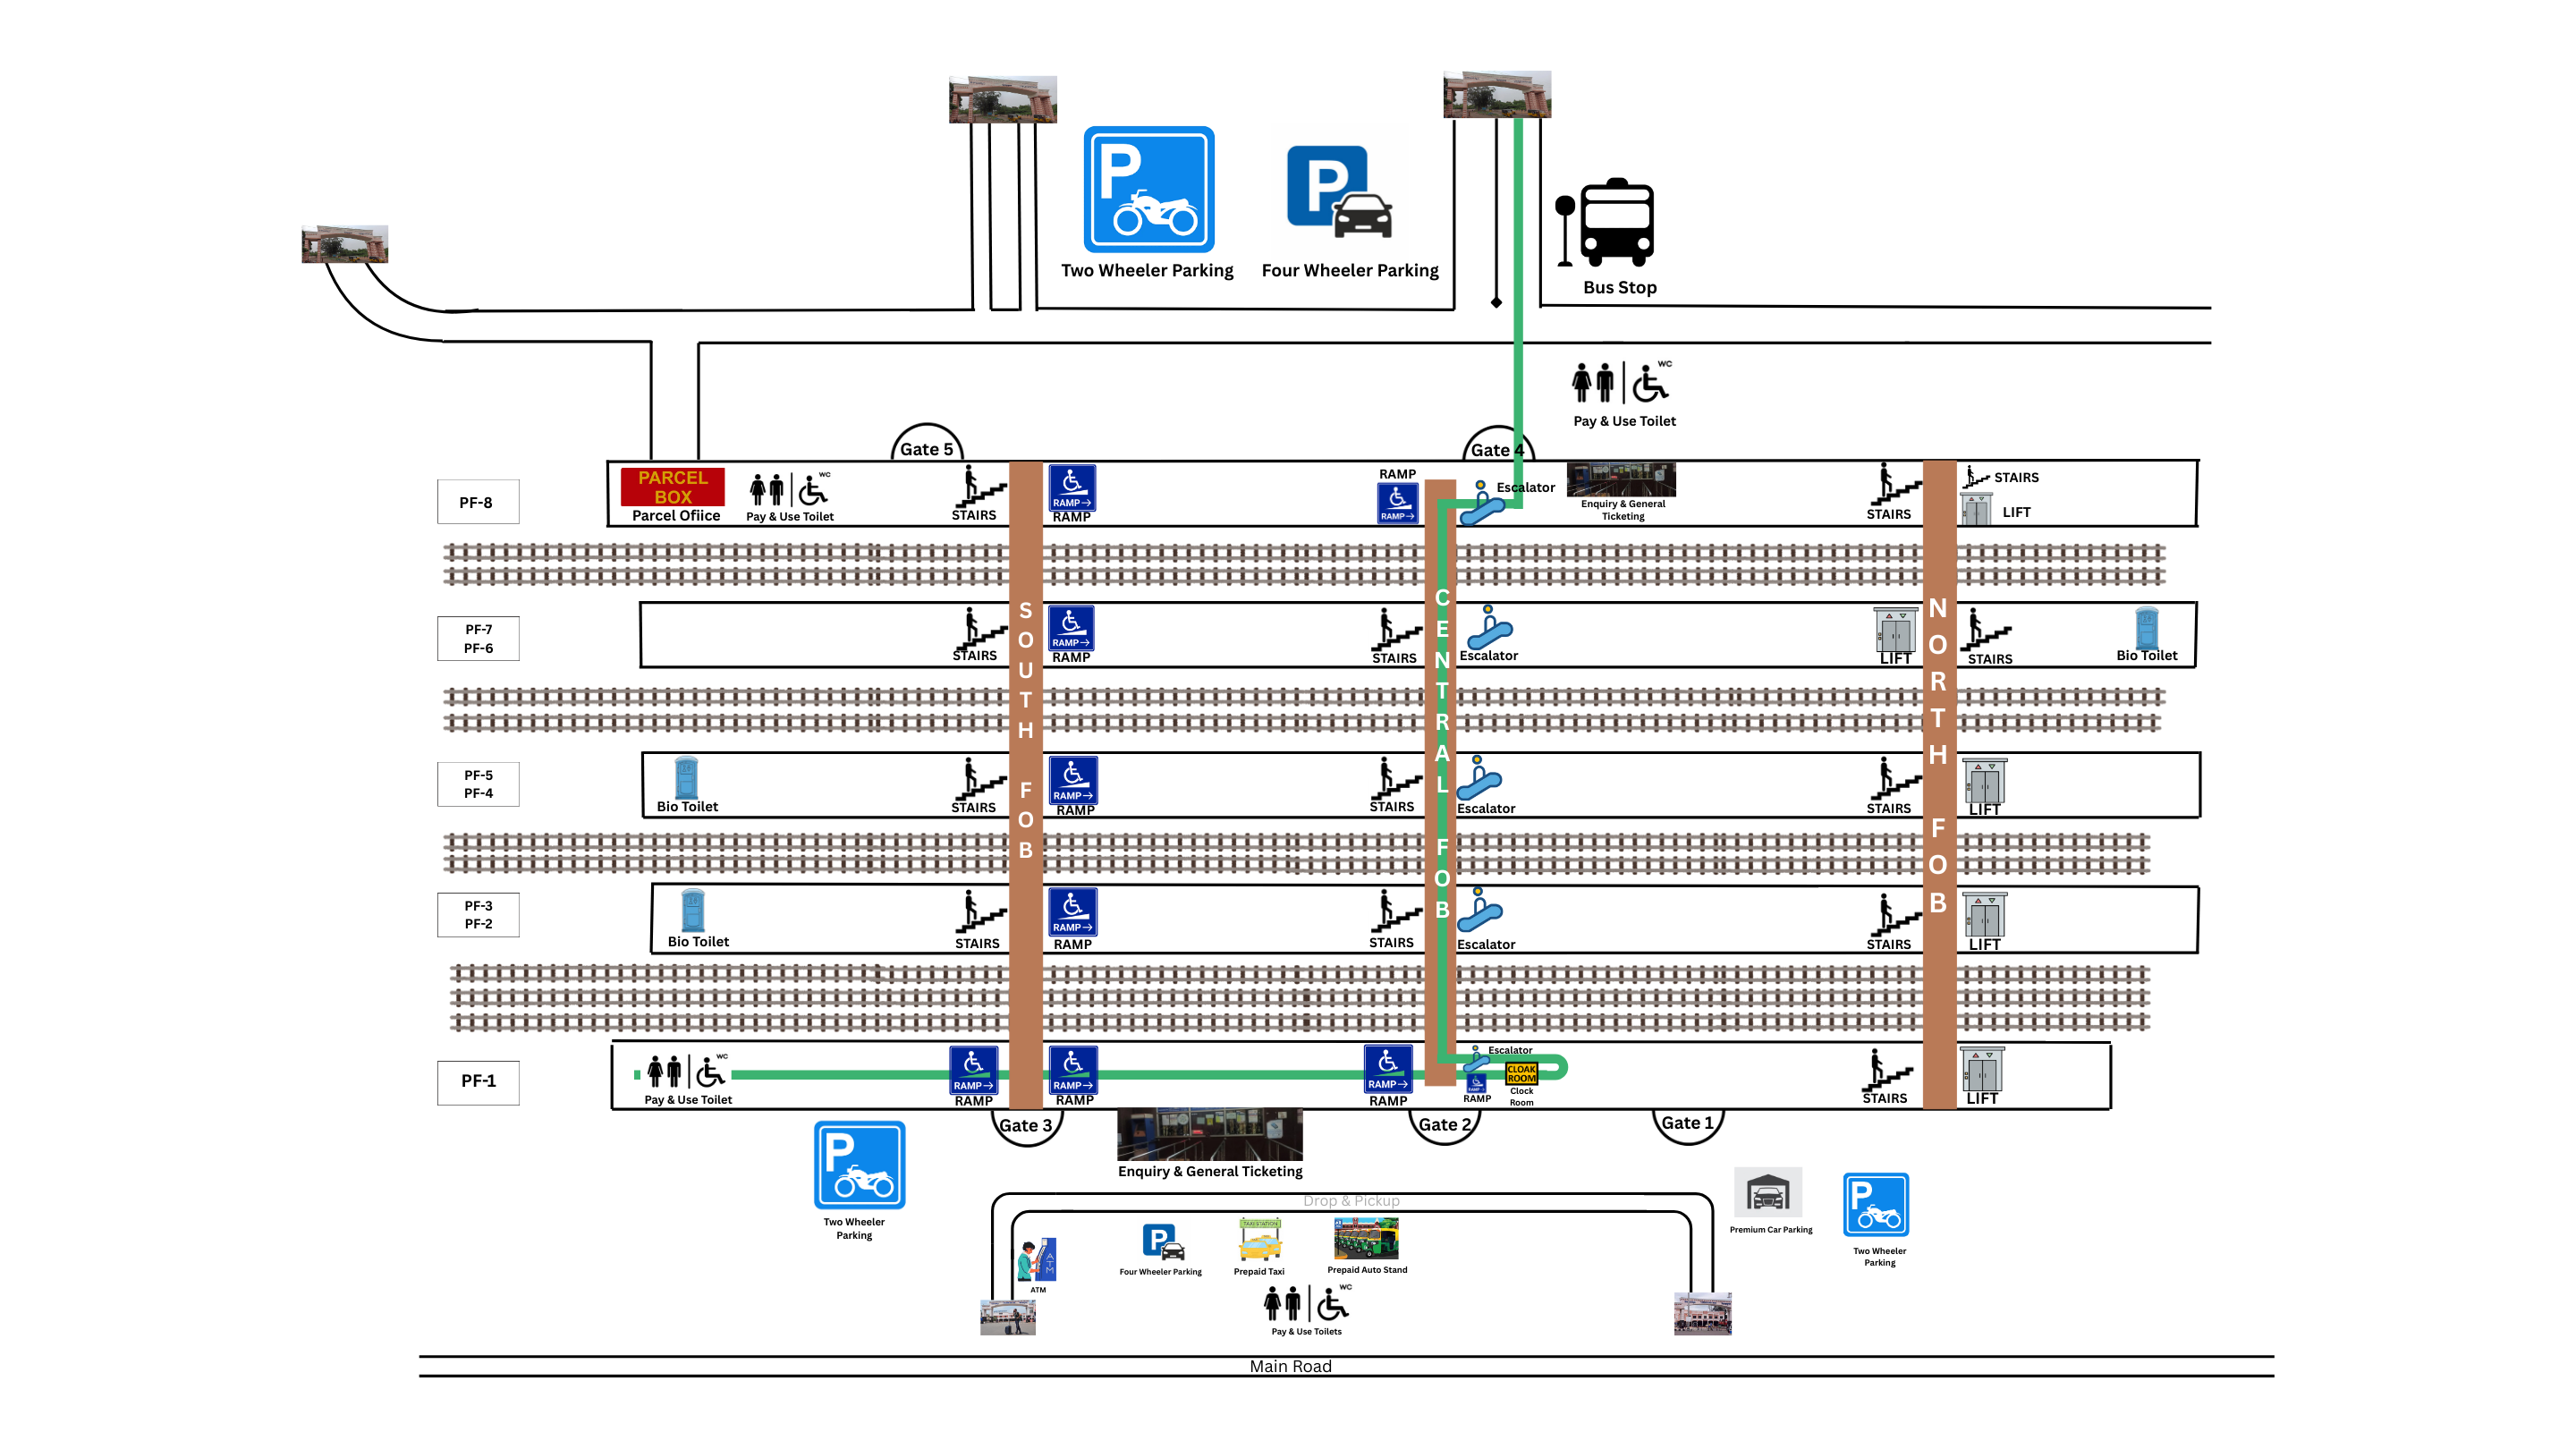 P
Two Wheeler Parking
P
Four Wheeler Parking
Bus Stop
WC
Pay & Use Toilet
Gate 5
Gate 4
PF-8
PARCEL
BOX
Parcel Ofiice
WC
Pay & Use Toilet
STAIRS
RAMP→
RAMP
RAMP
RAMP→
Escalator
Enquiry & General
Ticketing
STAIRS
STAIRS
LIFT
PF-7
PF-6
STAIRS
RAMP→
RAMP
STAIRS
Escalator
LIFT
STAIRS
Bio Toilet
SOUTH FOB
CENTRAL FOB
NORTH FOB
PF-5
PF-4
Bio Toilet
STAIRS
RAMP→
RAMP
STAIRS
Escalator
STAIRS
LIFT
PF-3
PF-2
Bio Toilet
STAIRS
RAMP→
RAMP
STAIRS
Escalator
STAIRS
LIFT
PF-1
WC
Pay & Use Toilet
RAMP→
RAMP
RAMP→
RAMP
RAMP→
RAMP
Escalator
RAMP
CLOAK
ROOM
Clock
Room
STAIRS
LIFT
Gate 3
Gate 2
Gate 1
P
Two Wheeler
Parking
Enquiry & General Ticketing
Drop & Pickup
ATM
ATM
P
Four Wheeler Parking
TAXI STATION
Prepaid Taxi
Prepaid Auto Stand
WC
Pay & Use Toilets
Premium Car Parking
P
Two Wheeler
Parking
Main Road